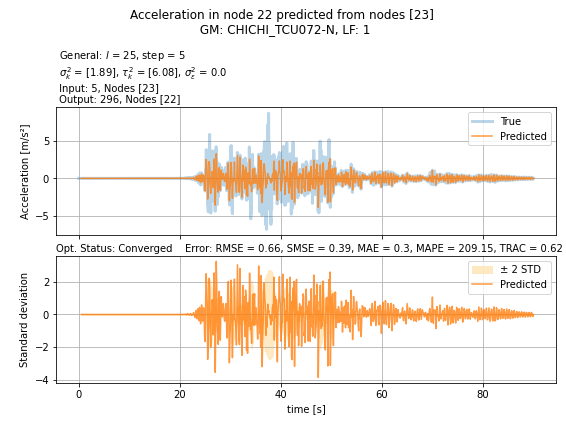 Acceleration in node 22 predicted from nodes [23]
GM: CHICHI_TCU072-N, LF: 1
General: l = 25, step = 5
σ²ₖ = [1.89], τ²ₖ = [6.08], σ²ε = 0.0
Input: 5, Nodes [23]
Output: 296, Nodes [22]
Acceleration [m/s²]
5
0
−5
True
Predicted
Opt. Status: Converged Error: RMSE = 0.66, SMSE = 0.39, MAE = 0.3, MAPE = 209.15, TRAC = 0.62
Standard deviation
2
0
−2
−4
± 2 STD
Predicted
0 20 40 60 80
time [s]